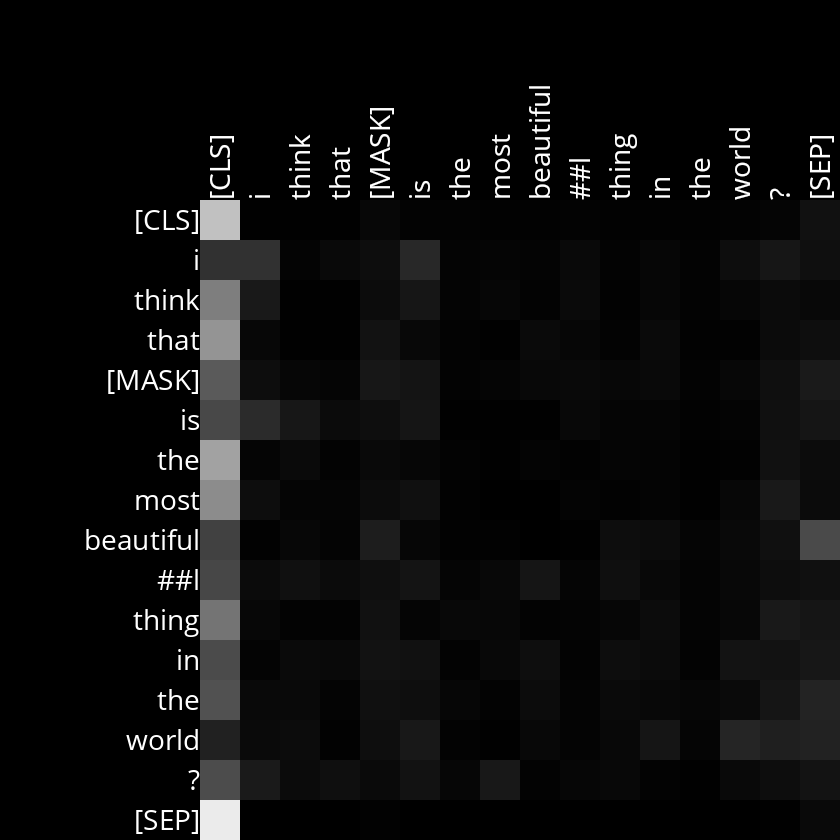 [CLS] i think that [MASK] is the most beautiful ##l thing in the world ? [SEP]
[CLS]
i
think
that
[MASK]
is
the
most
beautiful
##l
thing
in
the
world
?
[SEP]